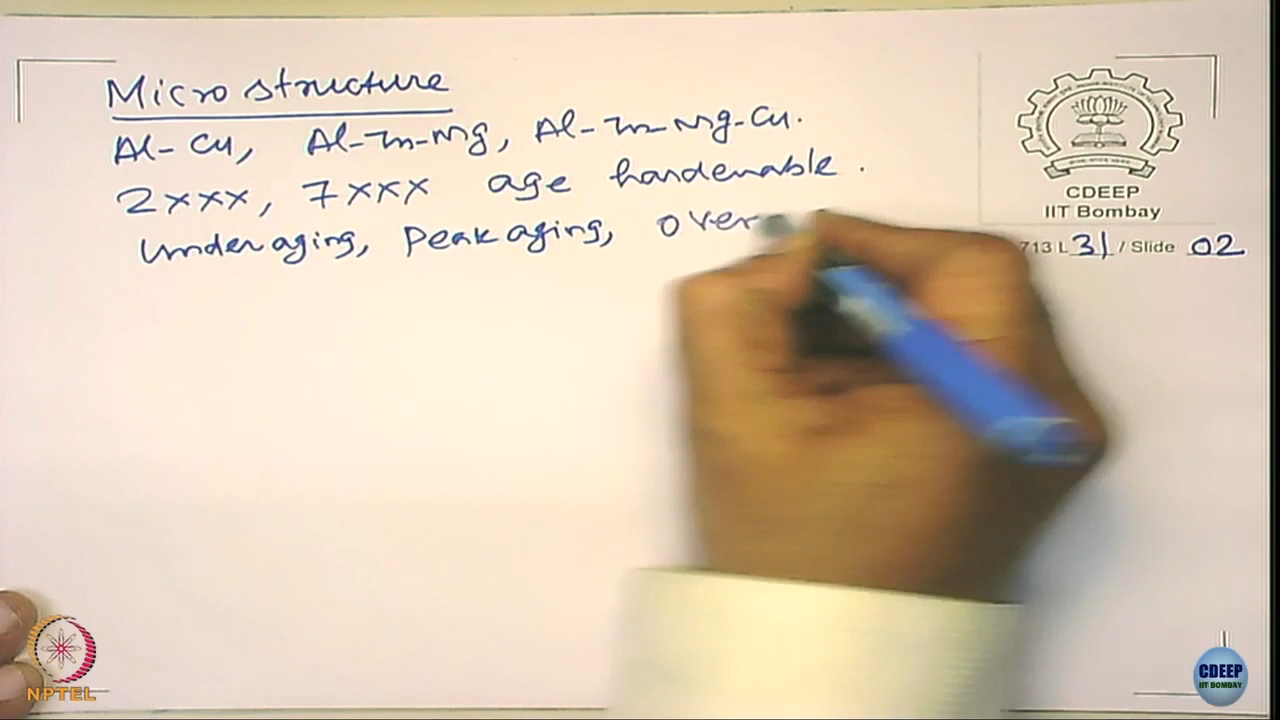 Microstructure
Al-Cu, Al-Zn-Mg, Al-Zn-Mg-Cu.
2xxx, 7xxx age hardenable.
Underaging, Peak aging, over
CDEEP
IIT Bombay
713 L 31 / Slide 02
NPTEL
CDEEP
IIT BOMBAY